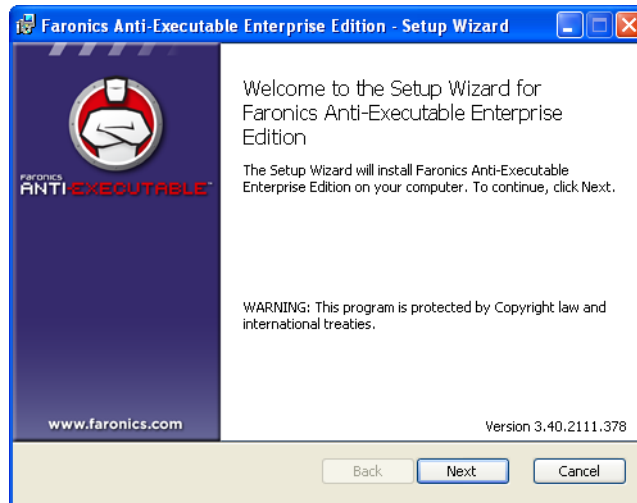 Faronics Anti-Executable Enterprise Edition - Setup Wizard
Faronics
ANTI-EXECUTABLE™
Welcome to the Setup Wizard for
Faronics Anti-Executable Enterprise
Edition
The Setup Wizard will install Faronics Anti-Executable
Enterprise Edition on your computer. To continue, click Next.
WARNING: This program is protected by Copyright law and
international treaties.
www.faronics.com
Version 3.40.2111.378
Back
Next
Cancel